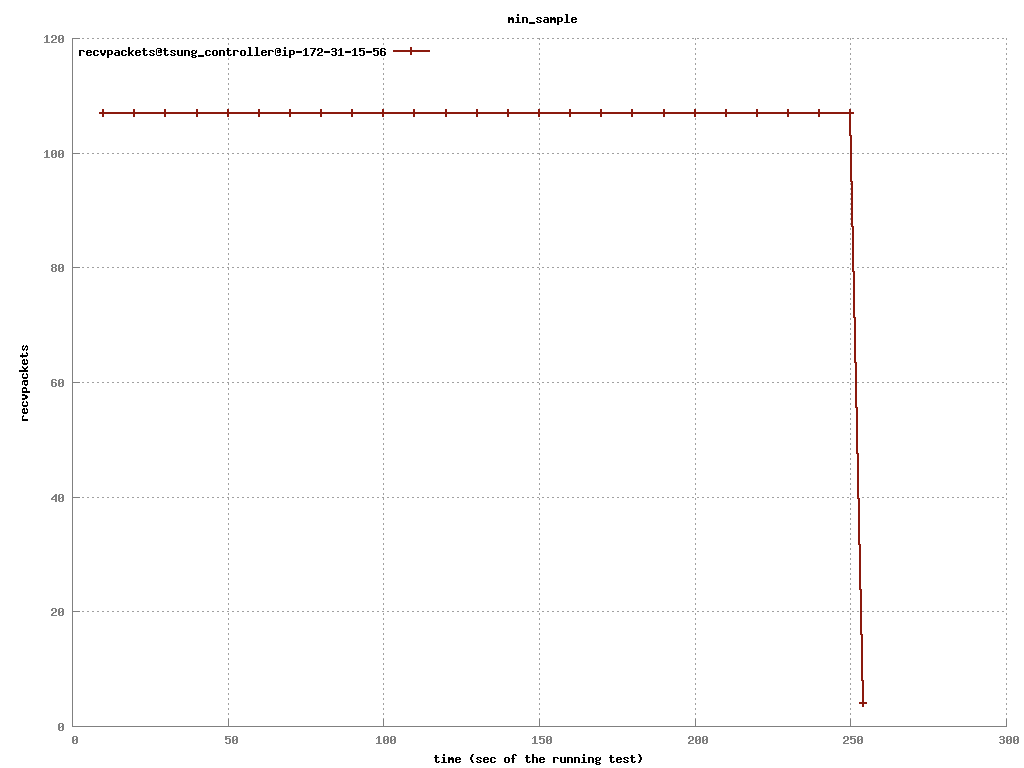 min_sample
recvpackets@tsung_controller@ip-172-31-15-56
120
100
80
60
40
20
0
recvpackets
0 50 100 150 200 250 300
time (sec of the running test)